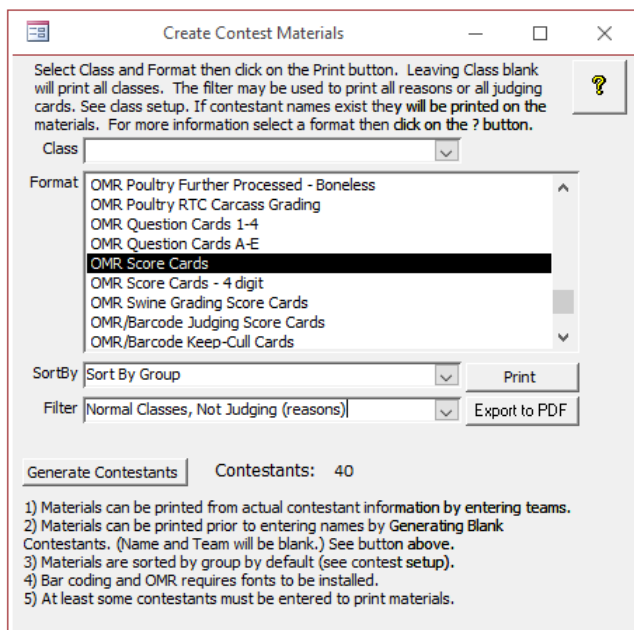 Create Contest Materials
Select Class and Format then click on the Print button. Leaving Class blank
will print all classes. The filter may be used to print all reasons or all judging
cards. See class setup. If contestant names exist they will be printed on the
materials. For more information select a format then click on the ? button.
?
Class
Format
OMR Poultry Further Processed - Boneless
OMR Poultry RTC Carcass Grading
OMR Question Cards 1-4
OMR Question Cards A-E
OMR Score Cards
OMR Score Cards - 4 digit
OMR Swine Grading Score Cards
OMR/Barcode Judging Score Cards
OMR/Barcode Keep-Cull Cards
SortBy Sort By Group Print
Filter Normal Classes, Not Judging (reasons) Export to PDF
Generate Contestants Contestants: 40
1) Materials can be printed from actual contestant information by entering teams.
2) Materials can be printed prior to entering names by Generating Blank
Contestants. (Name and Team will be blank.) See button above.
3) Materials are sorted by group by default (see contest setup).
4) Bar coding and OMR requires fonts to be installed.
5) At least some contestants must be entered to print materials.